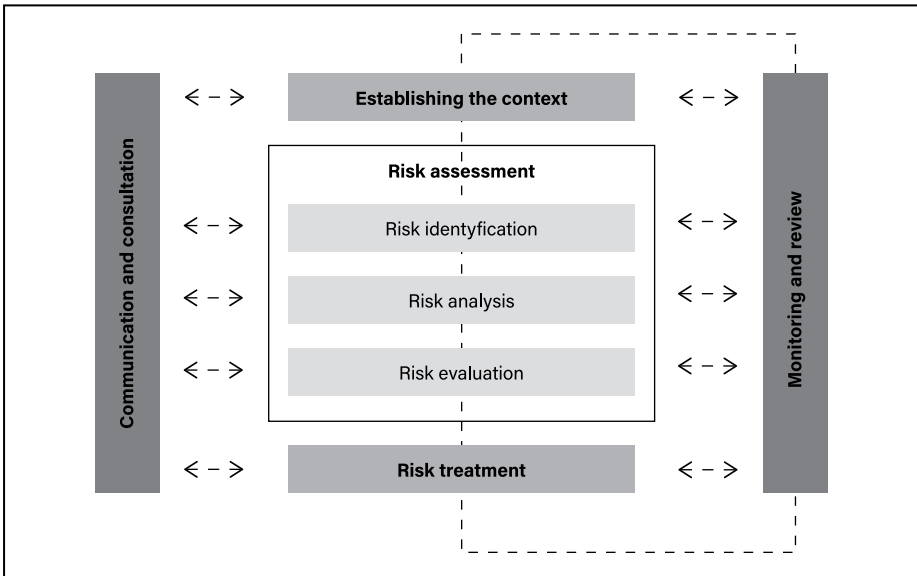 Communication and consultation
Establishing the context
Risk assessment
Risk identyfication
Risk analysis
Risk evaluation
Risk treatment
Monitoring and review